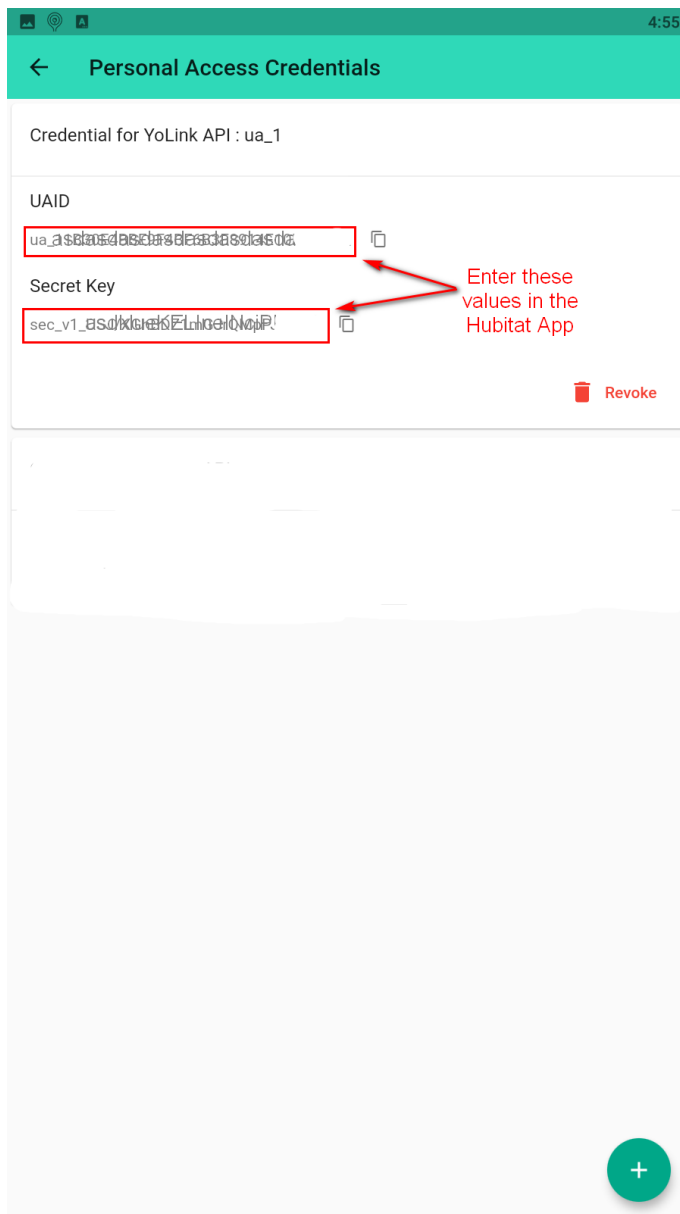 4:55
Personal Access Credentials
Credential for YoLink API : ua_1
UAID
Secret Key
Enter these
values in the
Hubitat App
Revoke